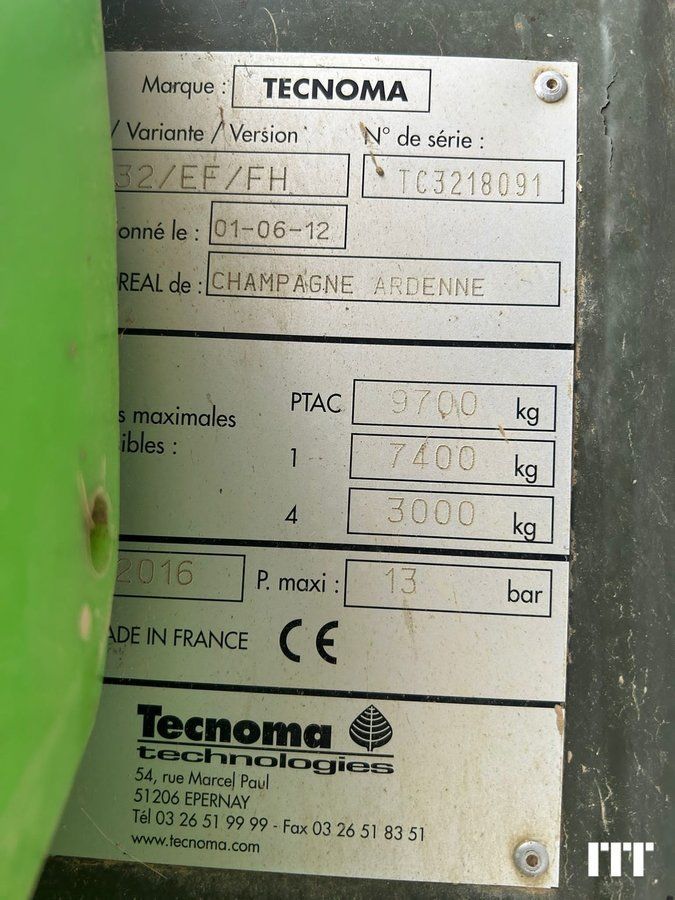 Marque : TECNOMA
/ Variante / Version N° de série :
32/EF/FH TC3218091
onné le : 01-06-12
REAL de : CHAMPAGNE ARDENNE
PTAC 9700 kg
s maximales
ibles : 1 7400 kg
4 3000 kg
2016 P. maxi : 13 bar
ADE IN FRANCE CE
Tecnoma
technologies
54, rue Marcel Paul
51206 EPERNAY
Tél 03 26 51 99 99 - Fax 03 26 51 83 51
www.tecnoma.com